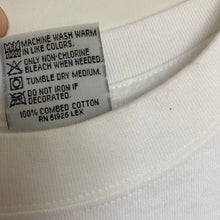 MACHINE WASH WARM
IN LIKE COLORS.
ONLY NON-CHLORINE
BLEACH WHEN NEEDED.
TUMBLE DRY MEDIUM.
DO NOT IRON IF
DECORATED.
100% COMBED COTTON
RN 61926 LEX